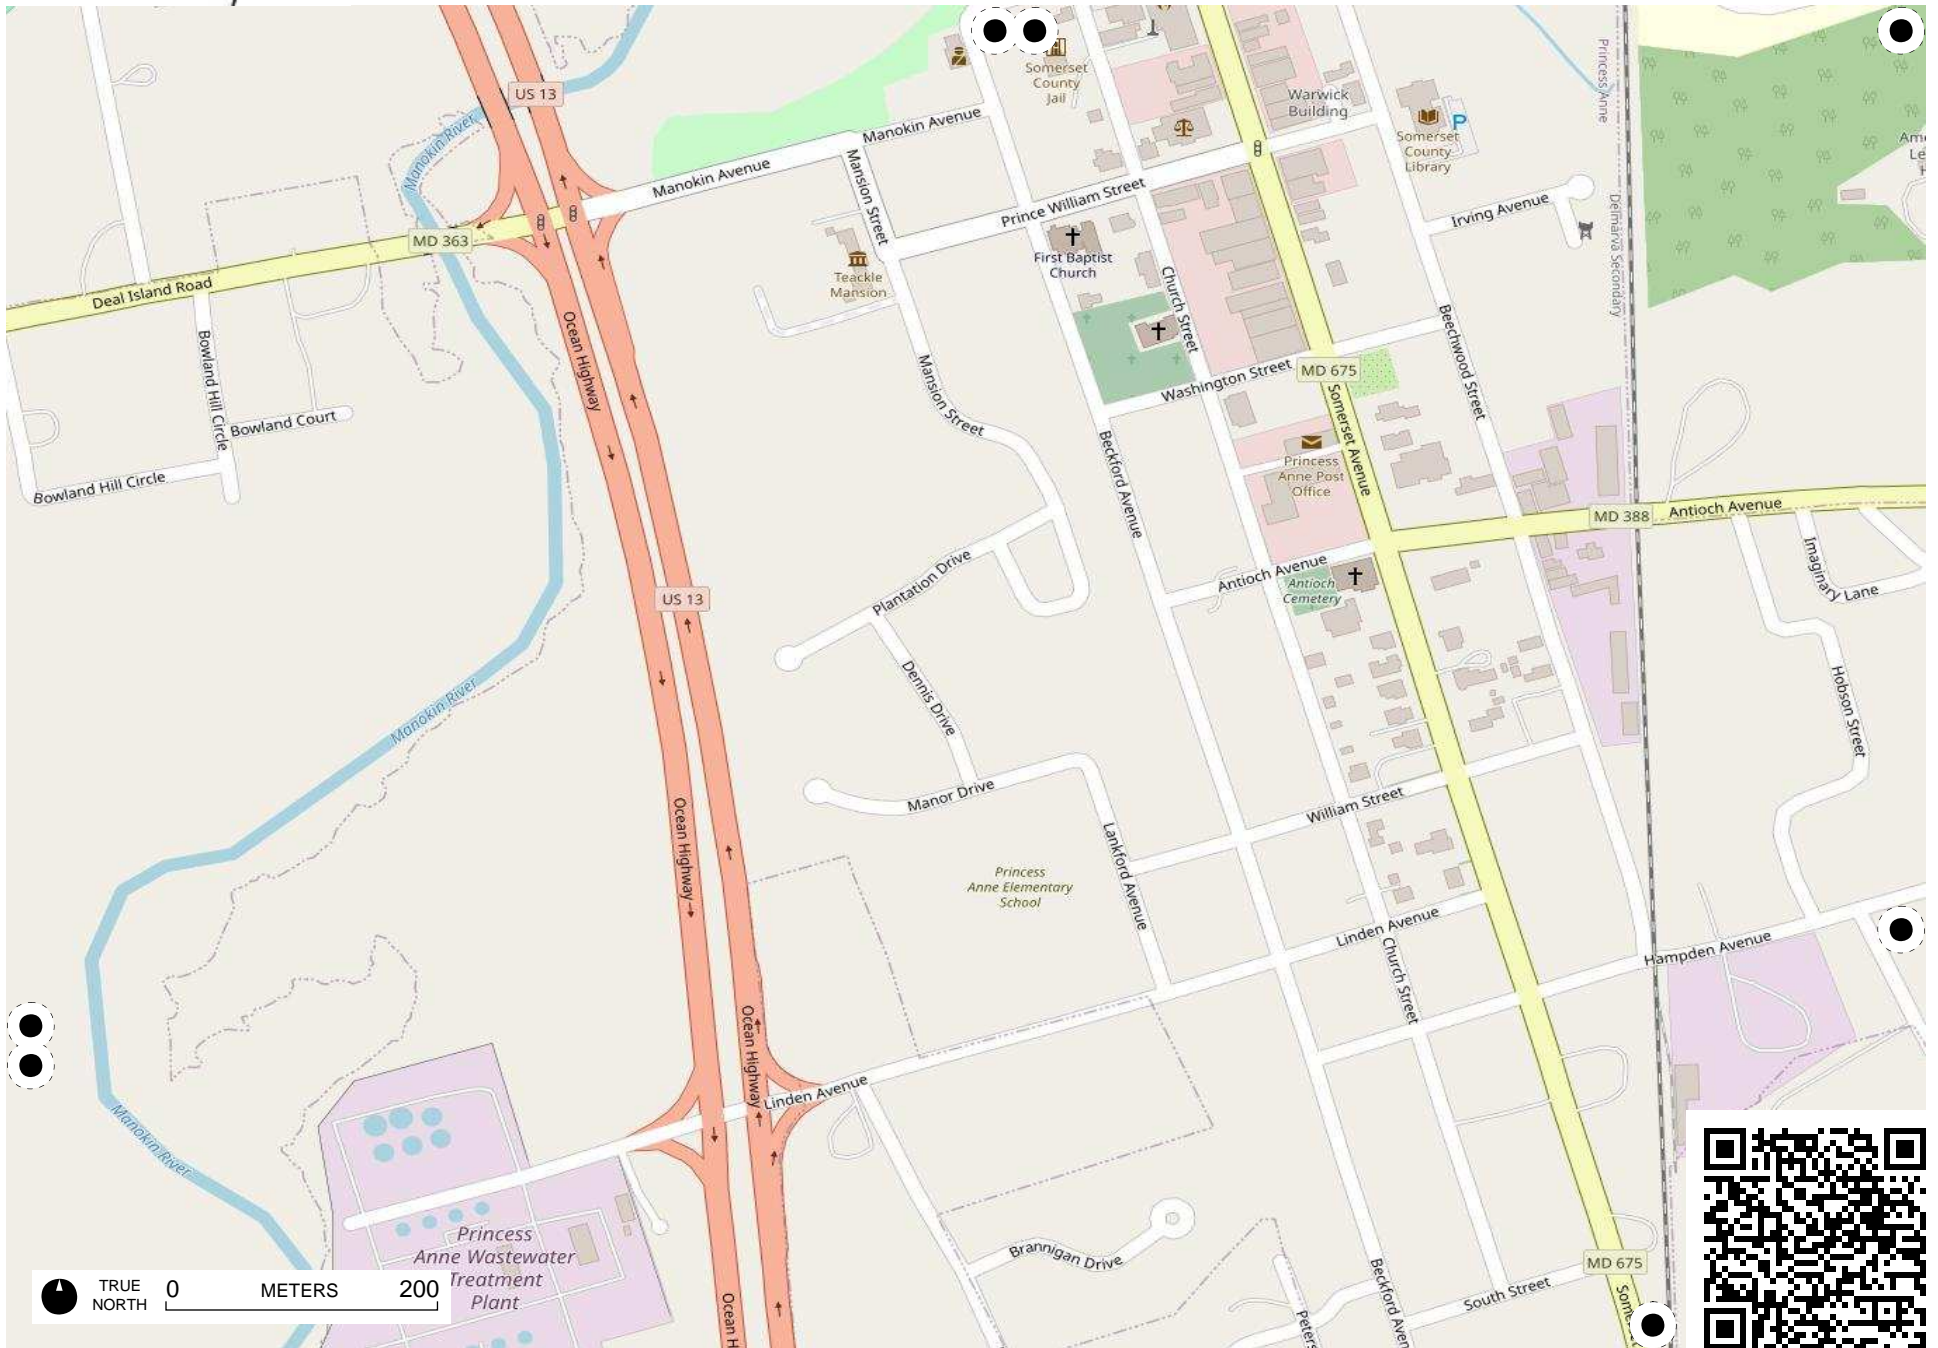 US 13
Somerset
County
Jail
Warwick
Building
Princess Anne
Manokin River
Manokin Avenue
Manokin Avenue
Mansion Street
Somerset
County
Library
P
Prince William Street
Irving Avenue
Delmarva Secondary
MD 363
First Baptist
Church
Teackle
Mansion
Church Street
Deal Island Road
Ocean Highway
Bowland Hill Circle
Bowland Court
Bowland Hill Circle
Mansion Street
Washington Street
MD 675
Beechwood Street
Somerset Avenue
Beckford Avenue
Princess
Anne Post
Office
MD 388
Antioch Avenue
Antioch Avenue
Antioch
Cemetery
Imaginary Lane
Plantation Drive
US 13
Dennis Drive
Hobson Street
Manokin River
Manor Drive
William Street
Ocean Highway
Lankford Avenue
Princess
Anne Elementary
School
Linden Avenue
Church Street
Hampden Avenue
Ocean Highway
Linden Avenue
Manokin River
Princess
Anne Wastewater
Treatment
Plant
Brannigan Drive
South Street
MD 675
Beckford Aven
Peters
Ocean H
TRUE
NORTH
0 METERS 200